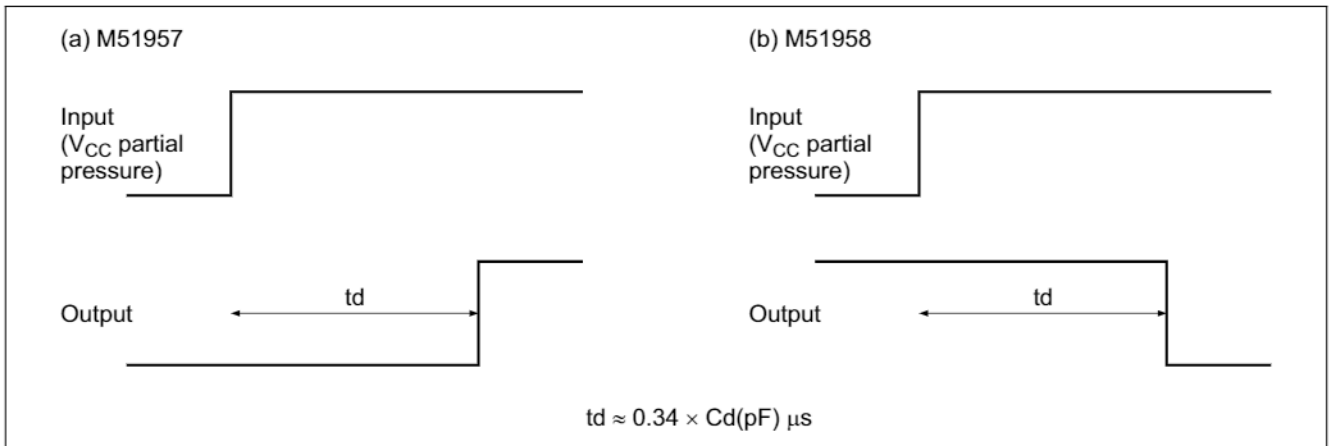 (a) M51957
Input
(VCC partial
pressure)
Output
td
(b) M51958
Input
(VCC partial
pressure)
Output
td
td ≈ 0.34 × Cd(pF) μs